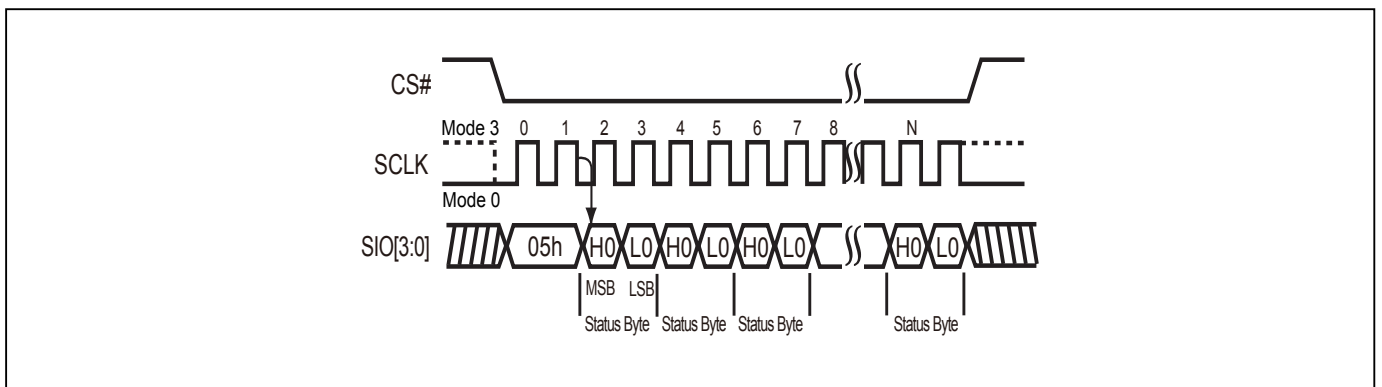 CS#
Mode 3 0 1 2 3 4 5 6 7 8 N
SCLK
Mode 0
SIO[3:0] 05h H0 L0 H0 L0 H0 L0 H0 L0
MSB LSB
Status Byte Status Byte Status Byte Status Byte